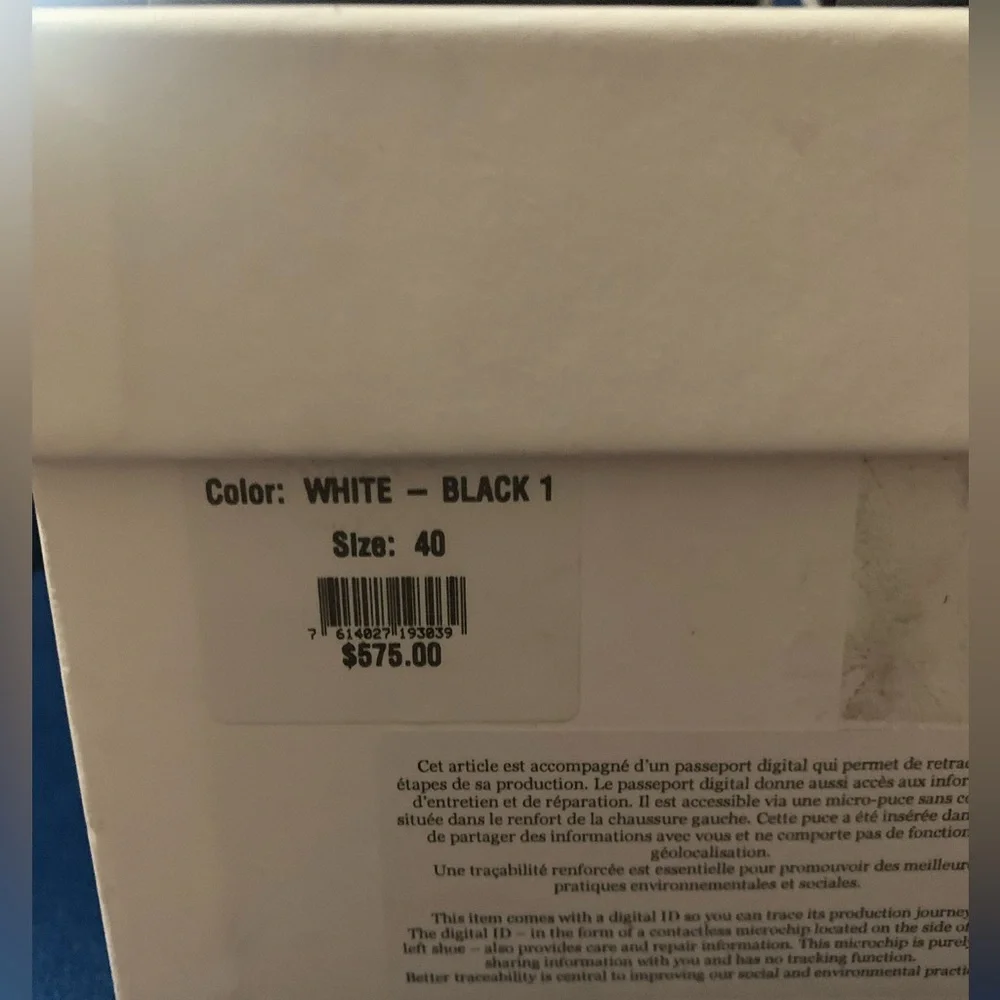 Color: WHITE – BLACK 1
Size: 40
7 614027 193039
$575.00
Cet article est accompagné d'un passeport digital qui permet de
étapes de sa production. Le passeport digital donne aussi accès aux
d'entretien et de réparation. Il est accessible via une micro-puce sans
située dans le renfort de la chaussure gauche. Cette puce a été insérée
de partager des informations avec vous et ne comporte pas de
géolocalisation.
Une traçabilité renforcée est essentielle pour promouvoir des
pratiques environnementales et sociales.
This item comes with a digital ID so you can trace its production journey
The digital ID – in the form of a contactless microchip located on the side of
left shoe – also provides care and repair information. This microchip is
sharing information with you and has no tracking function.
Better traceability is central to improving our social and environmental